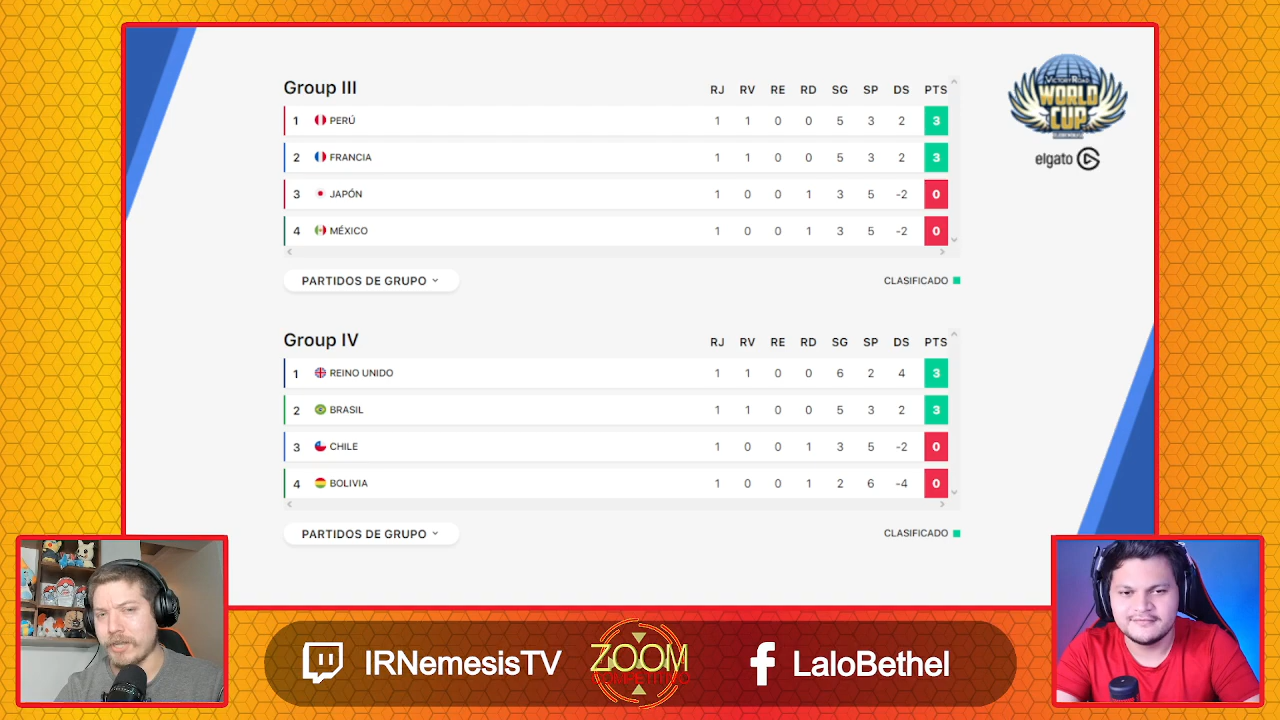 Group III RJ RV RE RD SG SP DS PTS
1 PERÚ 1 1 0 0 5 3 2 3
2 FRANCIA 1 1 0 0 5 3 2 3
3 JAPÓN 1 0 0 1 3 5 -2 0
4 MÉXICO 1 0 0 1 3 5 -2 0
PARTIDOS DE GRUPO CLASIFICADO
Group IV RJ RV RE RD SG SP DS PTS
1 REINO UNIDO 1 1 0 0 6 2 4 3
2 BRASIL 1 1 0 0 5 3 2 3
3 CHILE 1 0 0 1 3 5 -2 0
4 BOLIVIA 1 0 0 1 2 6 -4 0
PARTIDOS DE GRUPO CLASIFICADO
VICTORY ROAD
WORLD
CUP
elgato
IRNemesisTV
ZOOM
COMPETITIVO
LaloBethel